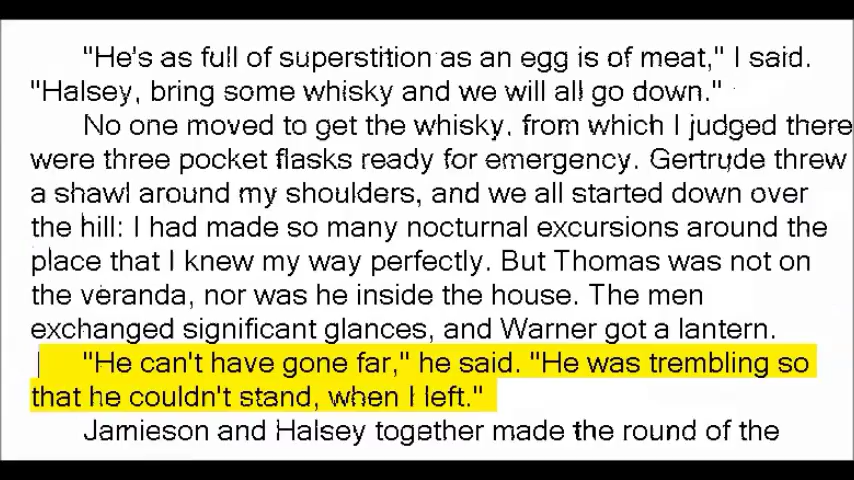 "He's as full of superstition as an egg is of meat," I said.
"Halsey, bring some whisky and we will all go down."
No one moved to get the whisky, from which I judged there
were three pocket flasks ready for emergency. Gertrude threw
a shawl around my shoulders, and we all started down over
the hill: I had made so many nocturnal excursions around the
place that I knew my way perfectly. But Thomas was not on
the veranda, nor was he inside the house. The men
exchanged significant glances, and Warner got a lantern.
"He can't have gone far," he said. "He was trembling so
that he couldn't stand, when I left."
Jamieson and Halsey together made the round of the